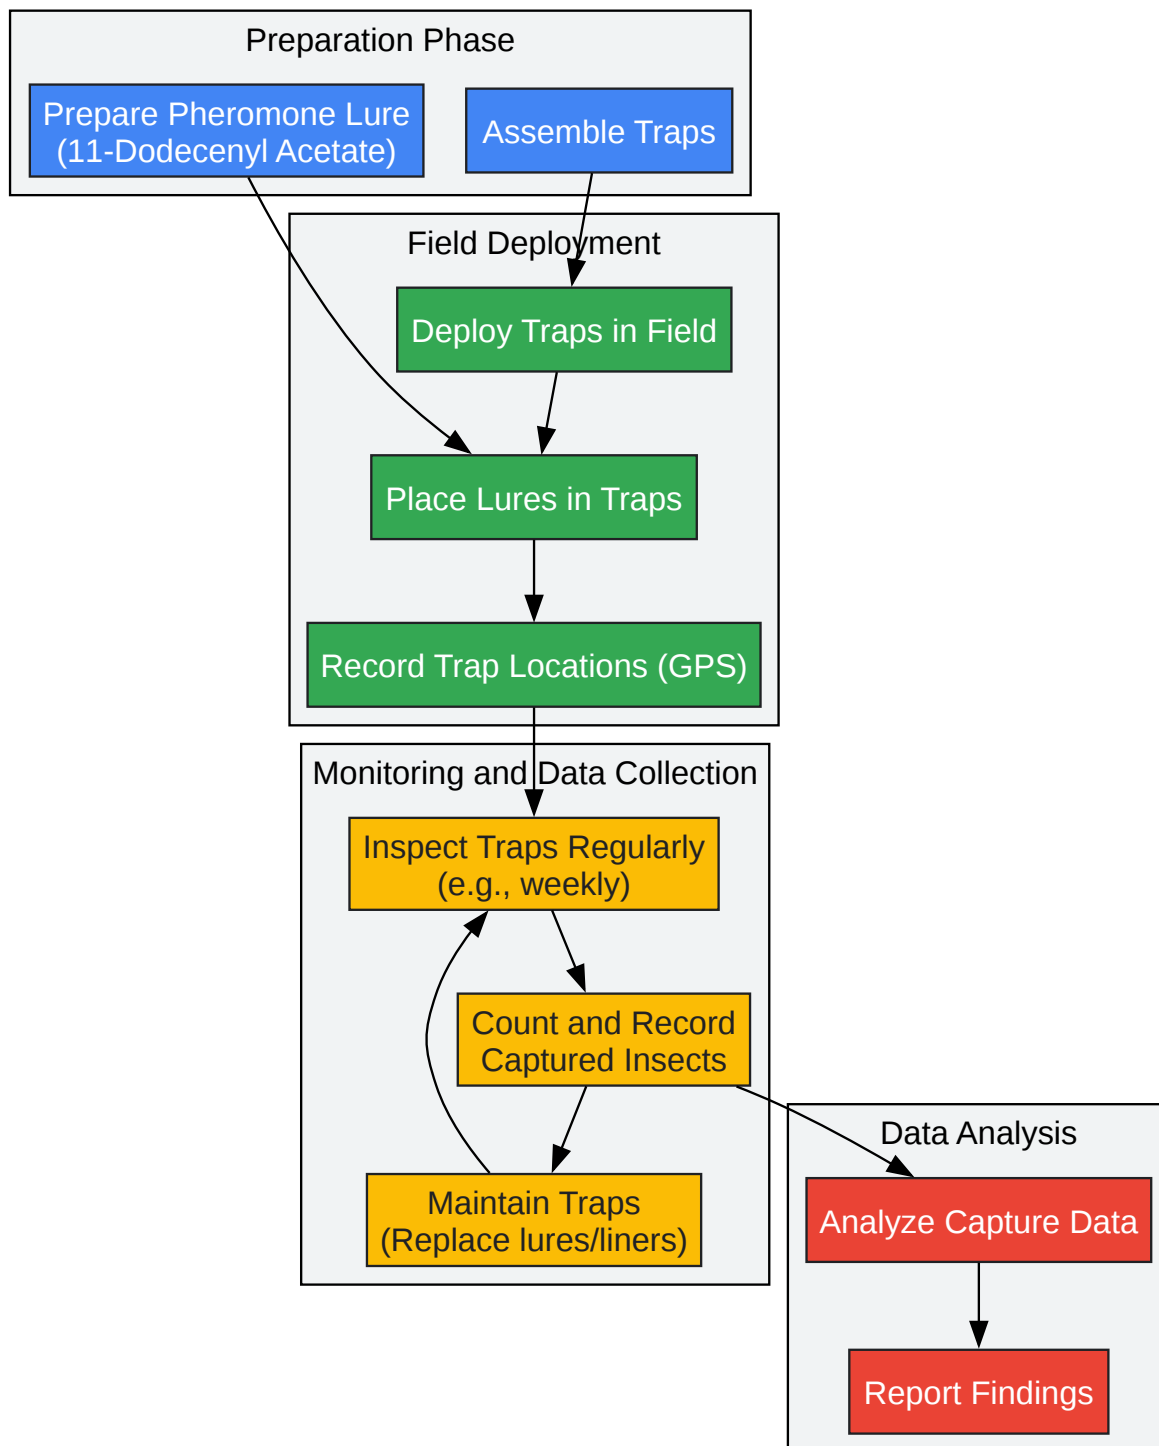 Preparation Phase
Prepare Pheromone Lure
(11-Dodecenyl Acetate)
Assemble Traps
Field Deployment
Deploy Traps in Field
Place Lures in Traps
Record Trap Locations (GPS)
Monitoring and Data Collection
Inspect Traps Regularly
(e.g., weekly)
Count and Record
Captured Insects
Maintain Traps
(Replace lures/liners)
Data Analysis
Analyze Capture Data
Report Findings